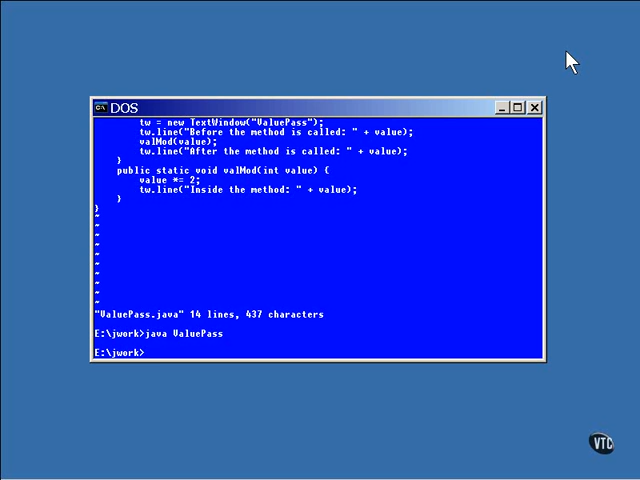 DOS
tw = new TextWindow("ValuePass");
tw.line("Before the method is called: " + value);
valMod(value);
tw.line("After the method is called: " + value);
}
public static void valMod(int value) {
value *= 2;
tw.line("Inside the method: " + value);
}
}
~
~
~
~
~
~
~
~
~
~
"ValuePass.java" 14 lines, 437 characters
E:\jwork>java ValuePass
E:\jwork>
VTC